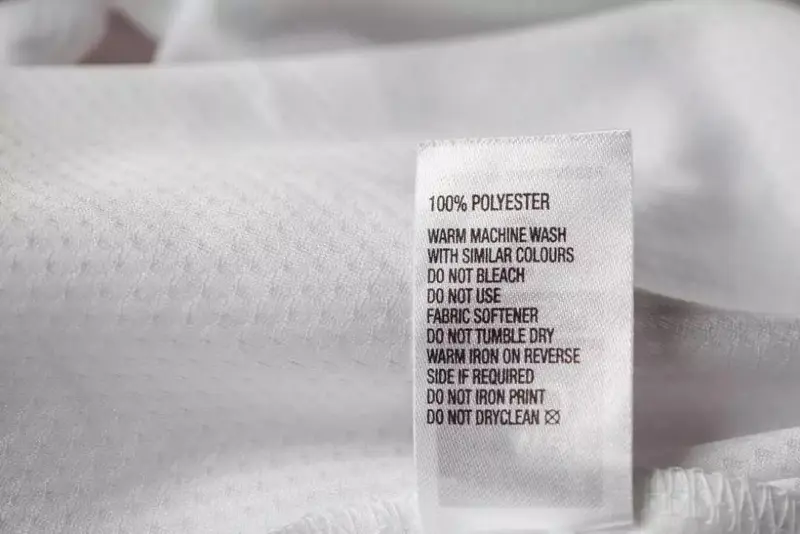 100% POLYESTER
WARM MACHINE WASH
WITH SIMILAR COLOURS
DO NOT BLEACH
DO NOT USE
FABRIC SOFTENER
DO NOT TUMBLE DRY
WARM IRON ON REVERSE
SIDE IF REQUIRED
DO NOT IRON PRINT
DO NOT DRYCLEAN